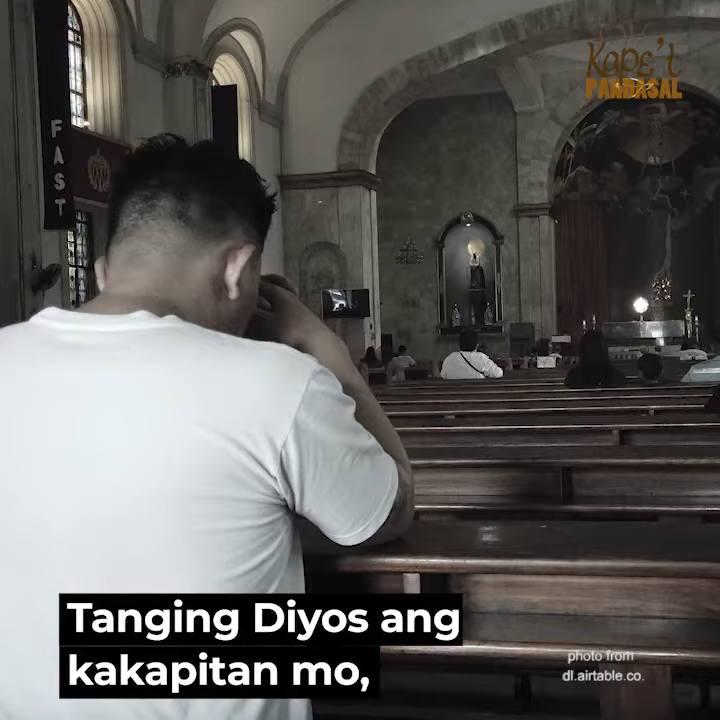 Kape't
PANDASAL
FAST
Tanging Diyos ang
kakapitan mo,
photo from
dl.airtable.co.